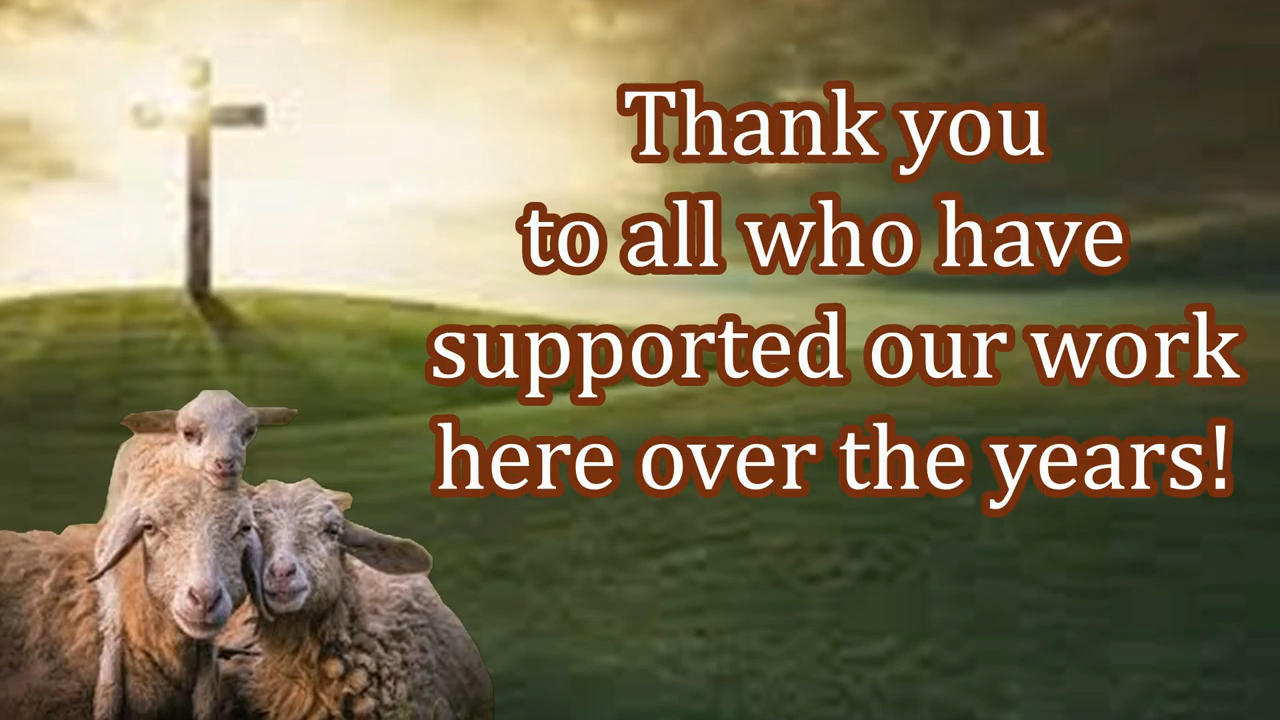 Thank you
to all who have
supported our work
here over the years!